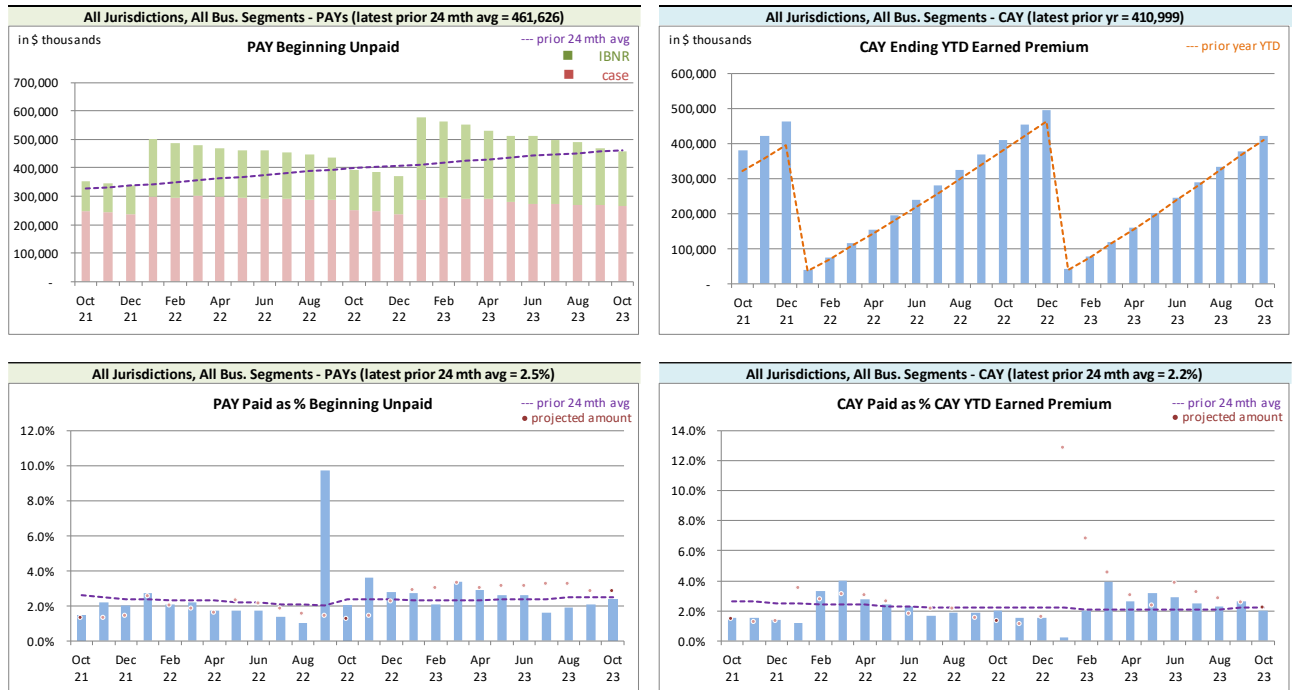 All Jurisdictions, All Bus. Segments - PAYs (latest prior 24 mth avg = 461,626)
in $ thousands
PAY Beginning Unpaid
--- prior 24 mth avg
IBNR
case
700,000
600,000
500,000
400,000
300,000
200,000
100,000
-
Oct Dec Feb Apr Jun Aug Oct Dec Feb Apr Jun Aug Oct
21 21 22 22 22 22 22 22 23 23 23 23 23
All Jurisdictions, All Bus. Segments - CAY (latest prior yr = 410,999)
in $ thousands
CAY Ending YTD Earned Premium
--- prior year YTD
600,000
500,000
400,000
300,000
200,000
100,000
-
Oct Dec Feb Apr Jun Aug Oct Dec Feb Apr Jun Aug Oct
21 21 22 22 22 22 22 22 23 23 23 23 23
All Jurisdictions, All Bus. Segments - PAYs (latest prior 24 mth avg = 2.5%)
PAY Paid as % Beginning Unpaid
--- prior 24 mth avg
• projected amount
12.0%
10.0%
8.0%
6.0%
4.0%
2.0%
0.0%
Oct Dec Feb Apr Jun Aug Oct Dec Feb Apr Jun Aug Oct
21 21 22 22 22 22 22 22 23 23 23 23 23
All Jurisdictions, All Bus. Segments - CAY (latest prior 24 mth avg = 2.2%)
CAY Paid as % CAY YTD Earned Premium
--- prior 24 mth avg
• projected amount
14.0%
12.0%
10.0%
8.0%
6.0%
4.0%
2.0%
0.0%
Oct Dec Feb Apr Jun Aug Oct Dec Feb Apr Jun Aug Oct
21 21 22 22 22 22 22 22 23 23 23 23 23